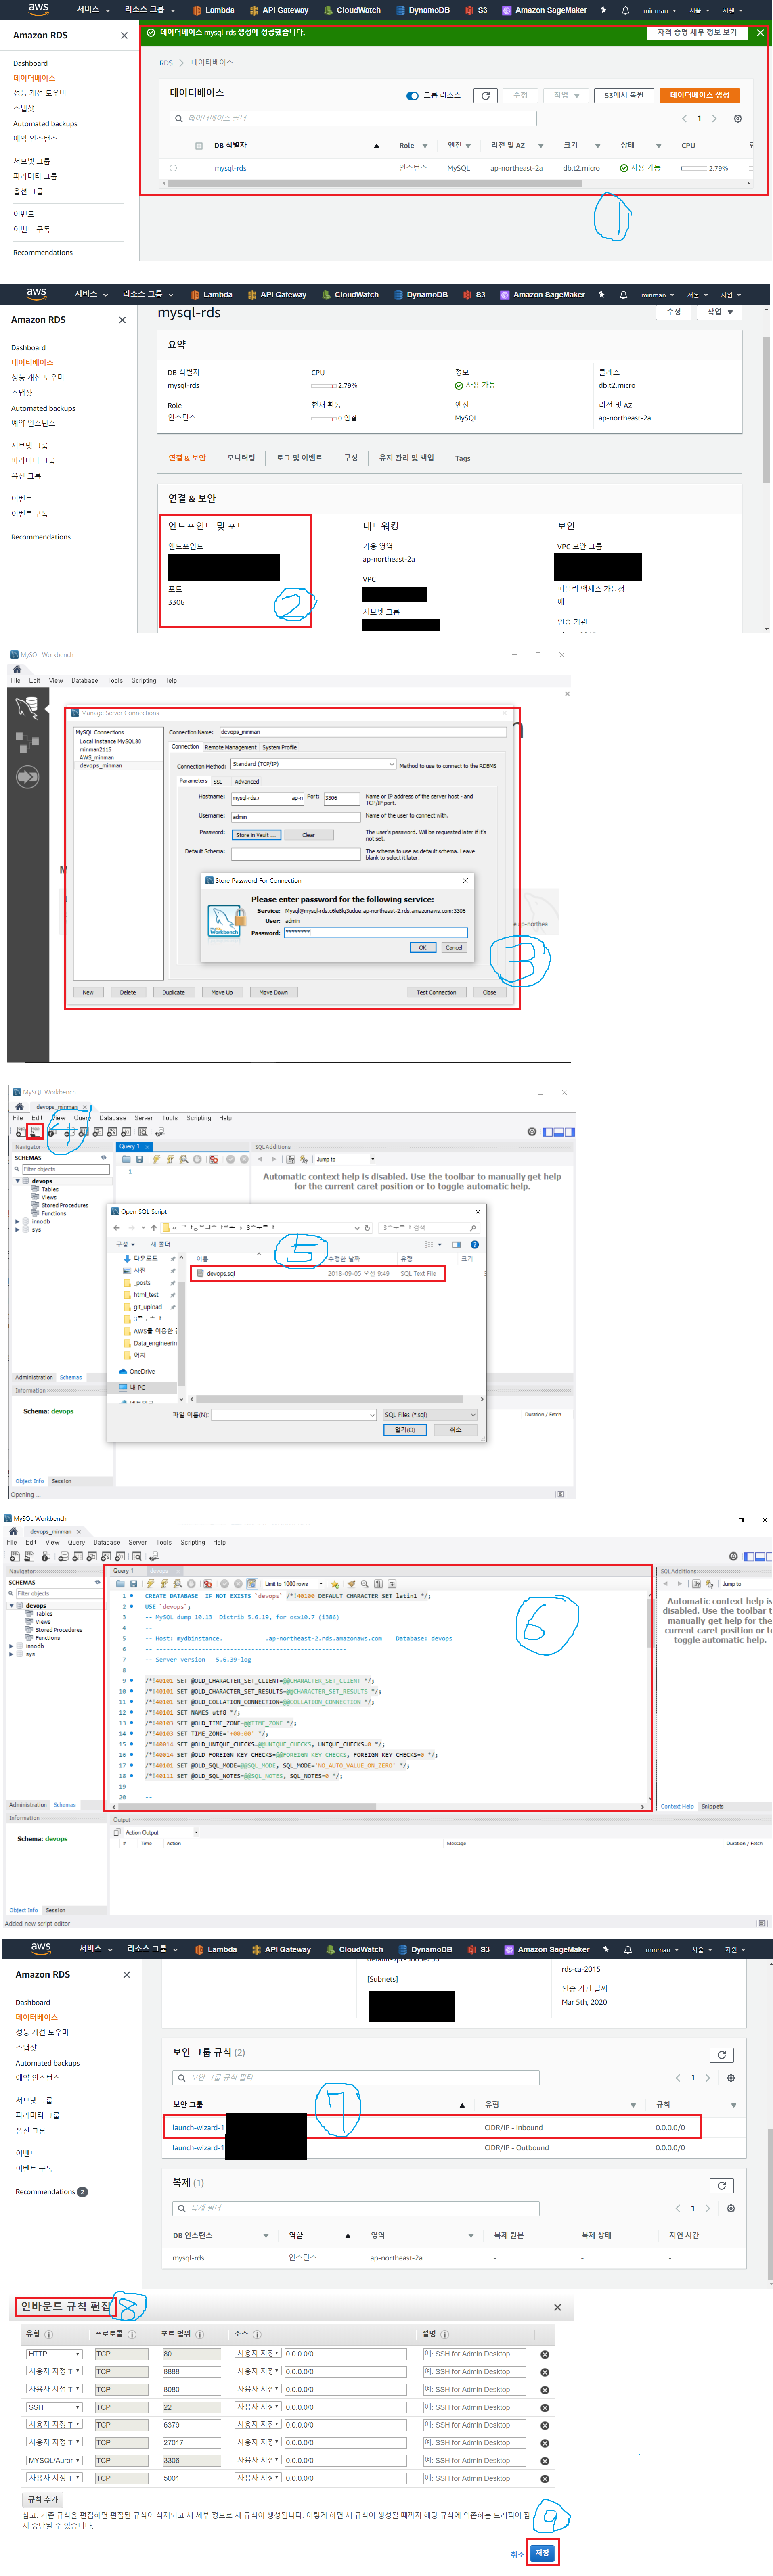 aws 서비스 리소스 그룹 Lambda API Gateway CloudWatch DynamoDB S3 Amazon SageMaker minman 서울 지원
Amazon RDS
Dashboard
데이터베이스
성능 개선 도우미
스냅샷
Automated backups
예약 인스턴스
서브넷 그룹
파라미터 그룹
옵션 그룹
이벤트
이벤트 구독
Recommendations
데이터베이스 mysql-rds 생성에 성공했습니다. 자격 증명 세부 정보 보기
RDS > 데이터베이스
데이터베이스 그룹 리소스 수정 작업 S3에서 복원 데이터베이스 생성
데이터베이스 필터 1
DB 식별자 Role 엔진 리전 및 AZ 크기 상태 CPU
mysql-rds 인스턴스 MySQL ap-northeast-2a db.t2.micro 사용 가능 2.79%
1
aws 서비스 리소스 그룹 Lambda API Gateway CloudWatch DynamoDB S3 Amazon SageMaker minman 서울 지원
Amazon RDS
Dashboard
데이터베이스
성능 개선 도우미
스냅샷
Automated backups
예약 인스턴스
서브넷 그룹
파라미터 그룹
옵션 그룹
이벤트
이벤트 구독
Recommendations
mysql-rds 수정 작업
요약
DB 식별자 CPU 정보 클래스
mysql-rds 2.79% 사용 가능 db.t2.micro
Role 현재 활동 엔진 리전 및 AZ
인스턴스 0 연결 MySQL ap-northeast-2a
연결 & 보안 모니터링 로그 및 이벤트 구성 유지 관리 및 백업 Tags
연결 & 보안
엔드포인트 및 포트 네트워킹 보안
엔드포인트 가용 영역 VPC 보안 그룹
ap-northeast-2a
VPC
포트 퍼블릭 액세스 가능성
3306 예
서브넷 그룹 인증 기관
2
MySQL Workbench
File Edit View Database Tools Scripting Help
Manage Server Connections
MySQL Connections
Local instance MySQL80
minman2115
AWS_minman
devops_minman
Connection Name: devops_minman
Connection Remote Management System Profile
Connection Method: Standard (TCP/IP) Method to use to connect to the RDBMS
Parameters SSL Advanced
Hostname: mysql-rds. ap-n Port: 3306 Name or IP address of the server host - and TCP/IP port.
Username: admin Name of the user to connect with.
Password: Store in Vault ... Clear The user's password. Will be requested later if it's not set.
Default Schema: The schema to use as default schema. Leave blank to select it later.
Store Password For Connection
Please enter password for the following service:
Service: Mysql@mysql-rds.c6le8lq3udue.ap-northeast-2.rds.amazonaws.com:3306
User: admin
Password: ********
OK Cancel
New Delete Duplicate Move Up Move Down Test Connection Close
3
MySQL Workbench
devops_minman
File Edit View Query Database Server Tools Scripting Help
4
Navigator Query 1 SQLAdditions
SCHEMAS
Filter objects
devops
Tables
Views
Stored Procedures
Functions
innodb
sys
1
Jump to
Automatic context help is disabled. Use the toolbar to manually get help for the current caret position or to toggle automatic help.
Open SQL Script
구성 새 폴더
5
이름 수정한 날짜 유형 크기
devops.sql 2018-09-05 오전 9:49 SQL Text File
다운로드
사진
_posts
html_test
git_upload
AWS를 이용한
Data_engineerin
머치
OneDrive
내 PC
파일 이름(N): SQL Files (*.sql)
열기(O) 취소
Administration Schemas
Information
Schema: devops
Duration / Fetch
Object Info Session
Opening ...
MySQL Workbench
devops_minman
File Edit View Query Database Server Tools Scripting Help
Navigator Query 1 devops SQLAdditions
SCHEMAS
Filter objects
devops
Tables
Views
Stored Procedures
Functions
innodb
sys
Limit to 1000 rows
1 CREATE DATABASE IF NOT EXISTS `devops` /*!40100 DEFAULT CHARACTER SET latin1 */;
2 USE `devops`;
3 -- MySQL dump 10.13 Distrib 5.6.19, for osx10.7 (i386)
4 --
5 -- Host: mydbinstance. .ap-northeast-2.rds.amazonaws.com Database: devops
6 -- ------------------------------------------------------
7 -- Server version 5.6.39-log
8
9 /*!40101 SET @OLD_CHARACTER_SET_CLIENT=@@CHARACTER_SET_CLIENT */;
10 /*!40101 SET @OLD_CHARACTER_SET_RESULTS=@@CHARACTER_SET_RESULTS */;
11 /*!40101 SET @OLD_COLLATION_CONNECTION=@@COLLATION_CONNECTION */;
12 /*!40101 SET NAMES utf8 */;
13 /*!40103 SET @OLD_TIME_ZONE=@@TIME_ZONE */;
14 /*!40103 SET TIME_ZONE='+00:00' */;
15 /*!40014 SET @OLD_UNIQUE_CHECKS=@@UNIQUE_CHECKS, UNIQUE_CHECKS=0 */;
16 /*!40014 SET @OLD_FOREIGN_KEY_CHECKS=@@FOREIGN_KEY_CHECKS, FOREIGN_KEY_CHECKS=0 */;
17 /*!40101 SET @OLD_SQL_MODE=@@SQL_MODE, SQL_MODE='NO_AUTO_VALUE_ON_ZERO' */;
18 /*!40111 SET @OLD_SQL_NOTES=@@SQL_NOTES, SQL_NOTES=0 */;
19
20 --
6
Jump to
Automatic context help is disabled. Use the toolbar to manually get help for the current caret position or to toggle automatic help.
Administration Schemas Context Help Snippets
Information Output
Action Output
# Time Action Message Duration / Fetch
Schema: devops
Object Info Session
Added new script editor
aws 서비스 리소스 그룹 Lambda API Gateway CloudWatch DynamoDB S3 Amazon SageMaker minman 서울 지원
Amazon RDS
Dashboard
데이터베이스
성능 개선 도우미
스냅샷
Automated backups
예약 인스턴스
서브넷 그룹
파라미터 그룹
옵션 그룹
이벤트
이벤트 구독
Recommendations 2
rds-ca-2015
[Subnets] 인증 기관 날짜
Mar 5th, 2020
보안 그룹 규칙 (2)
보안 그룹 규칙 필터 1
7
보안 그룹 유형 규칙
launch-wizard-1 CIDR/IP - Inbound 0.0.0.0/0
launch-wizard-1 CIDR/IP - Outbound 0.0.0.0/0
복제 (1)
복제 필터 1
DB 인스턴스 역할 영역 복제 원본 복제 상태 지연 시간
mysql-rds 인스턴스 ap-northeast-2a - - -
인바운드 규칙 편집 8
유형 프로토콜 포트 범위 소스 설명
HTTP TCP 80 사용자 지정 0.0.0.0/0 예: SSH for Admin Desktop
사용자 지정 T TCP 8888 사용자 지정 0.0.0.0/0 예: SSH for Admin Desktop
사용자 지정 T TCP 8080 사용자 지정 0.0.0.0/0 예: SSH for Admin Desktop
SSH TCP 22 사용자 지정 0.0.0.0/0 예: SSH for Admin Desktop
사용자 지정 T TCP 6379 사용자 지정 0.0.0.0/0 예: SSH for Admin Desktop
사용자 지정 T TCP 27017 사용자 지정 0.0.0.0/0 예: SSH for Admin Desktop
MYSQL/Auror TCP 3306 사용자 지정 0.0.0.0/0 예: SSH for Admin Desktop
사용자 지정 T TCP 5001 사용자 지정 0.0.0.0/0 예: SSH for Admin Desktop
규칙 추가
참고: 기존 규칙을 편집하면 편집된 규칙이 삭제되고 새 세부 정보로 새 규칙이 생성됩니다. 이렇게 하면 새 규칙이 생성될 때까지 해당 규칙에 의존하는 트래픽이 잠
시 중단될 수 있습니다.
9
취소 저장